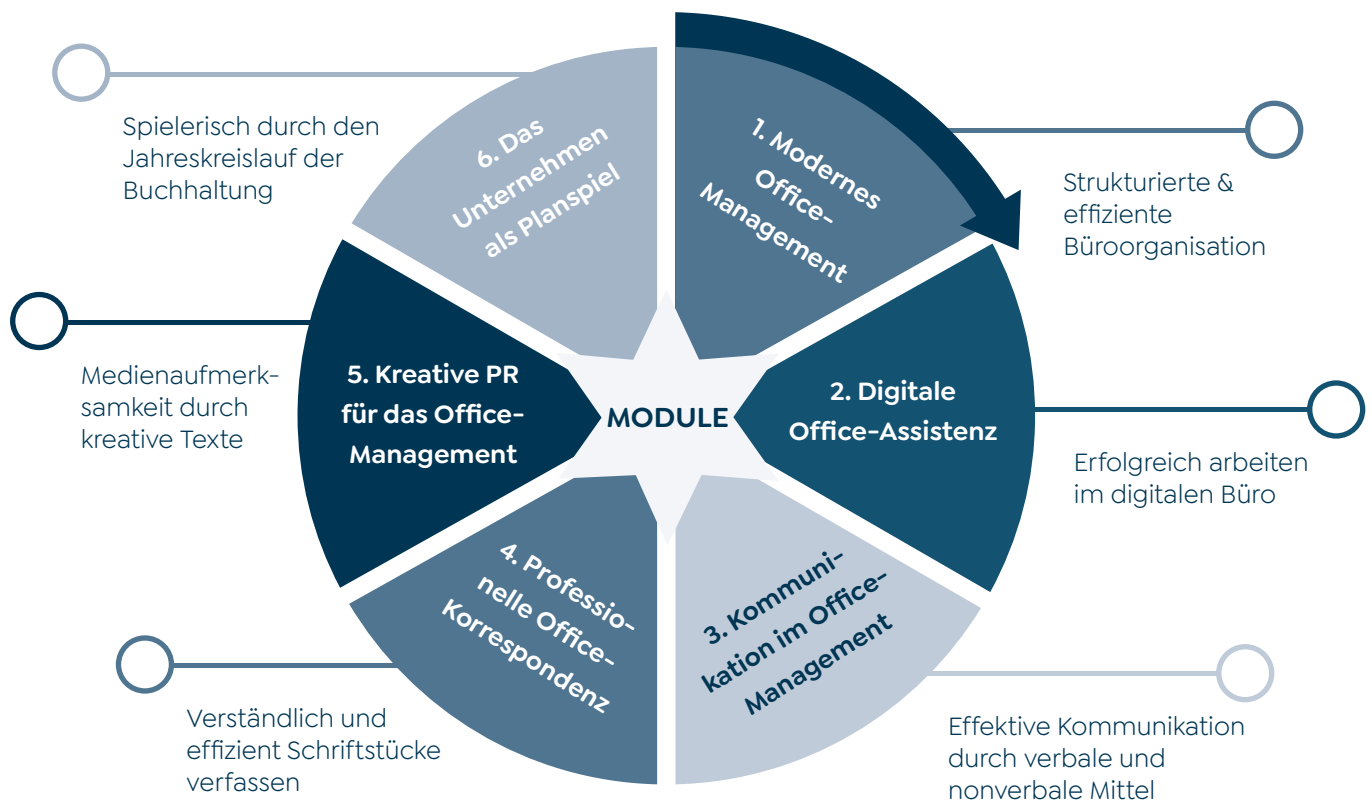 MODULE
1. Modernes
Office-
Management
Strukturierte &
effiziente
Büroorganisation
2. Digitale
Office-Assistenz
Erfolgreich arbeiten
im digitalen Büro
3. Kommuni-
kation im Office-
Management
Effektive Kommunikation
durch verbale und
nonverbale Mittel
4. Professio-
nelle Office-
Korrespondenz
Verständlich und
effizient Schriftstücke
verfassen
5. Kreative PR
für das Office-
Management
Medienaufmerk-
samkeit durch
kreative Texte
6. Das
Unternehmen
als Planspiel
Spielerisch durch den
Jahreskreislauf der
Buchhaltung